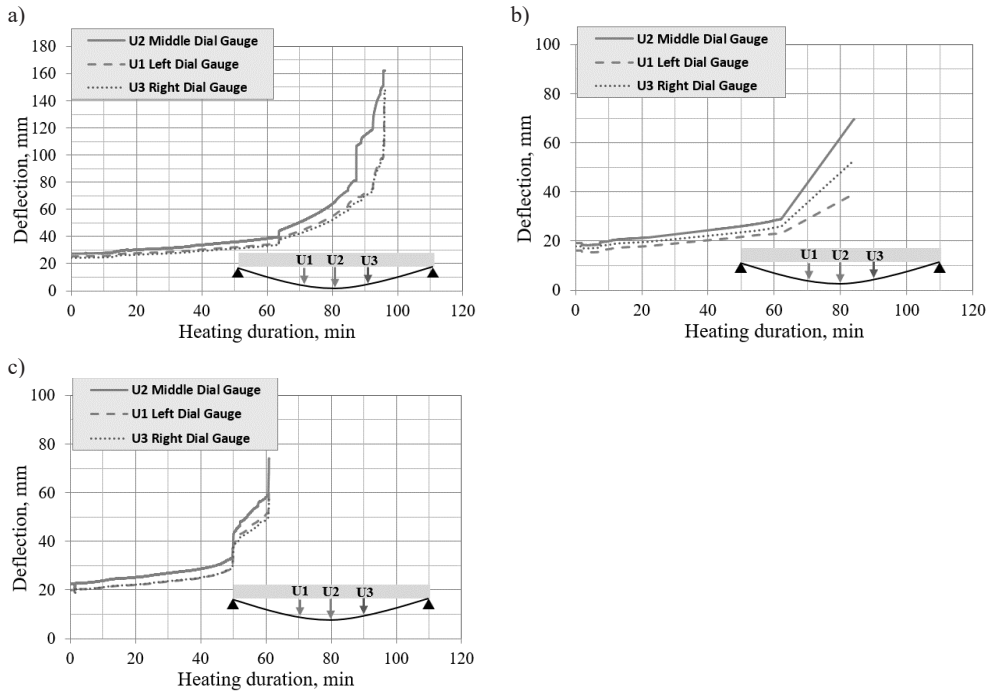 a)
U2 Middle Dial Gauge
U1 Left Dial Gauge
U3 Right Dial Gauge
Deflection, mm
180
160
140
120
100
80
60
40
20
0
U1 U2 U3
0 20 40 60 80 100 120
Heating duration, min
b)
U2 Middle Dial Gauge
U1 Left Dial Gauge
U3 Right Dial Gauge
Deflection, mm
100
80
60
40
20
0
U1 U2 U3
0 20 40 60 80 100 120
Heating duration, min
c)
U2 Middle Dial Gauge
U1 Left Dial Gauge
U3 Right Dial Gauge
Deflection, mm
100
80
60
40
20
0
U1 U2 U3
0 20 40 60 80 100 120
Heating duration, min